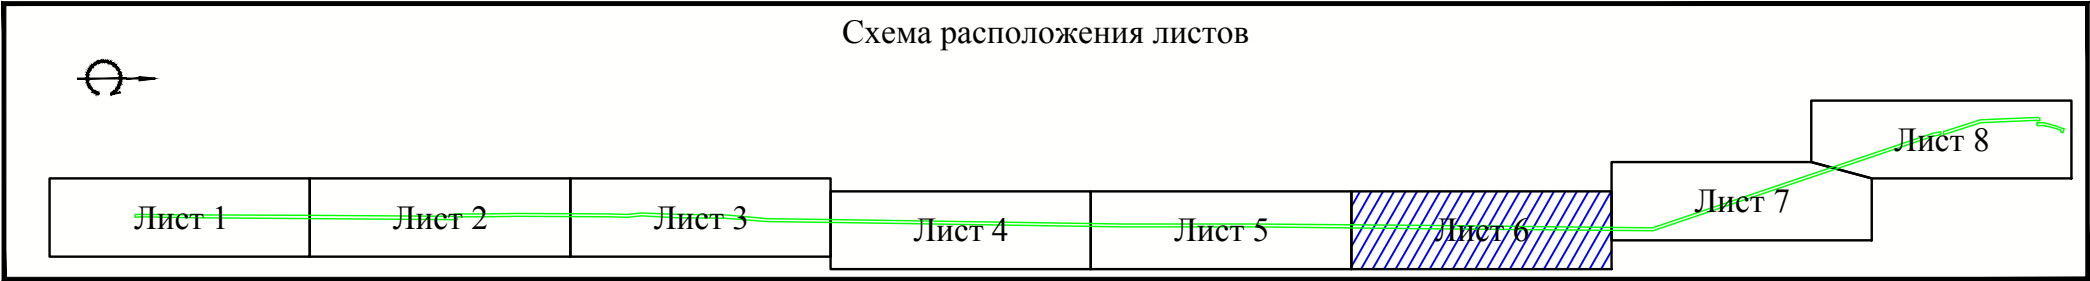 Схема расположения листов
Лист 1
Лист 2
Лист 3
Лист 4
Лист 5
Лист 6
Лист 7
Лист 8